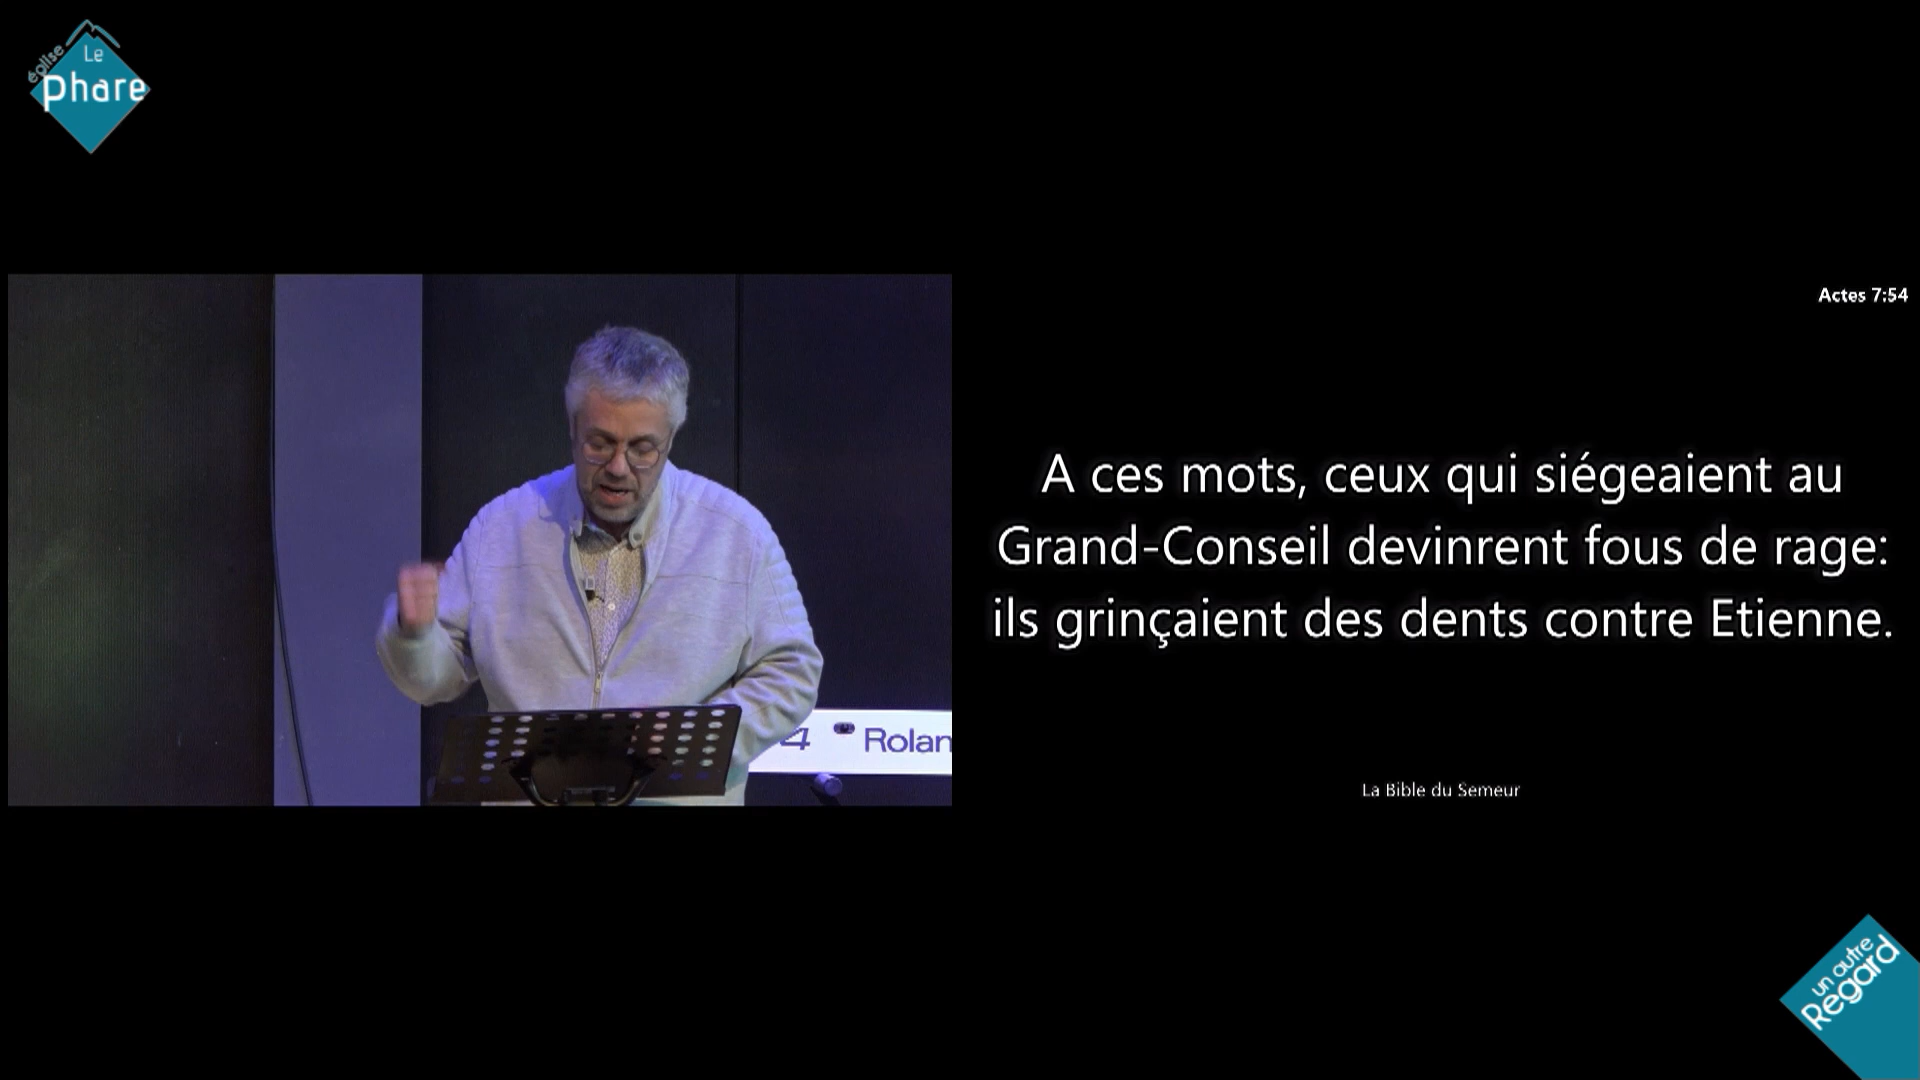 église
Le
phare
Actes 7:54
A ces mots, ceux qui siégeaient au
Grand-Conseil devinrent fous de rage:
ils grinçaient des dents contre Etienne.
4 Rolan
La Bible du Semeur
un autre
Regard